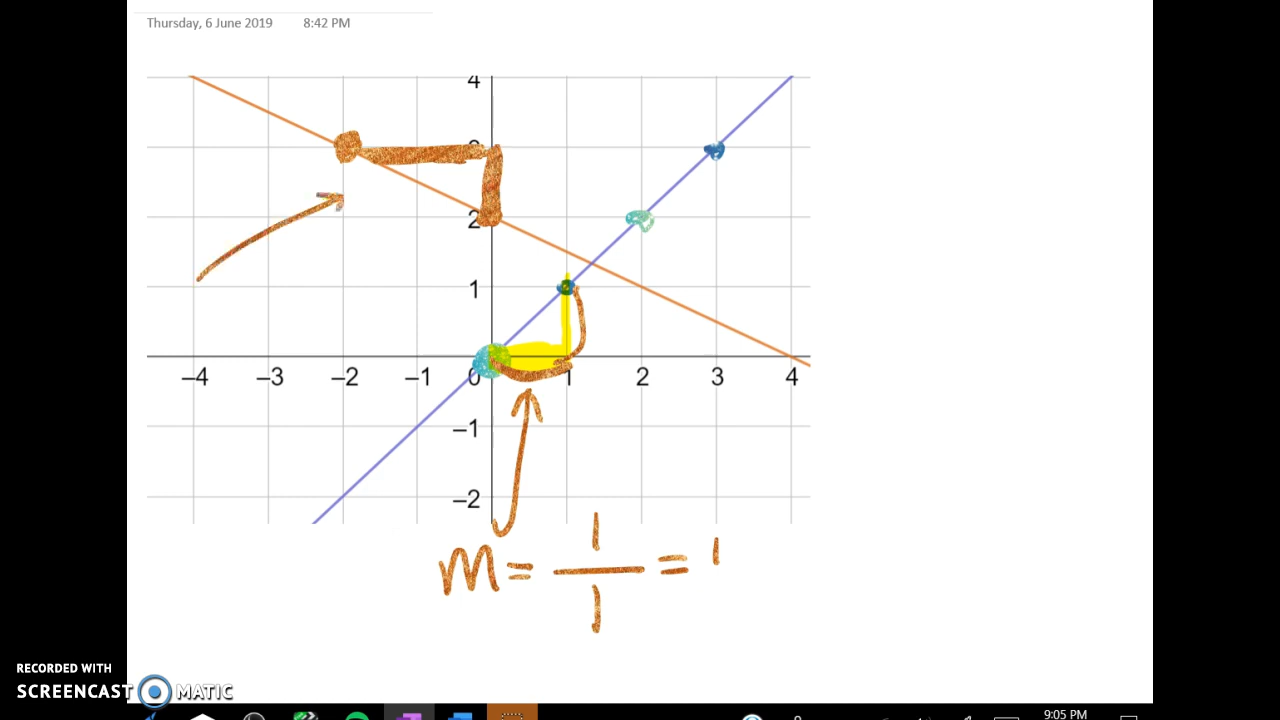 Thursday, 6 June 2019 8:42 PM
4
3
2
1
−4 −3 −2 −1 0 1 2 3 4
−1
−2
m = 1/1 = 1
RECORDED WITH
SCREENCAST MATIC
9:05 PM